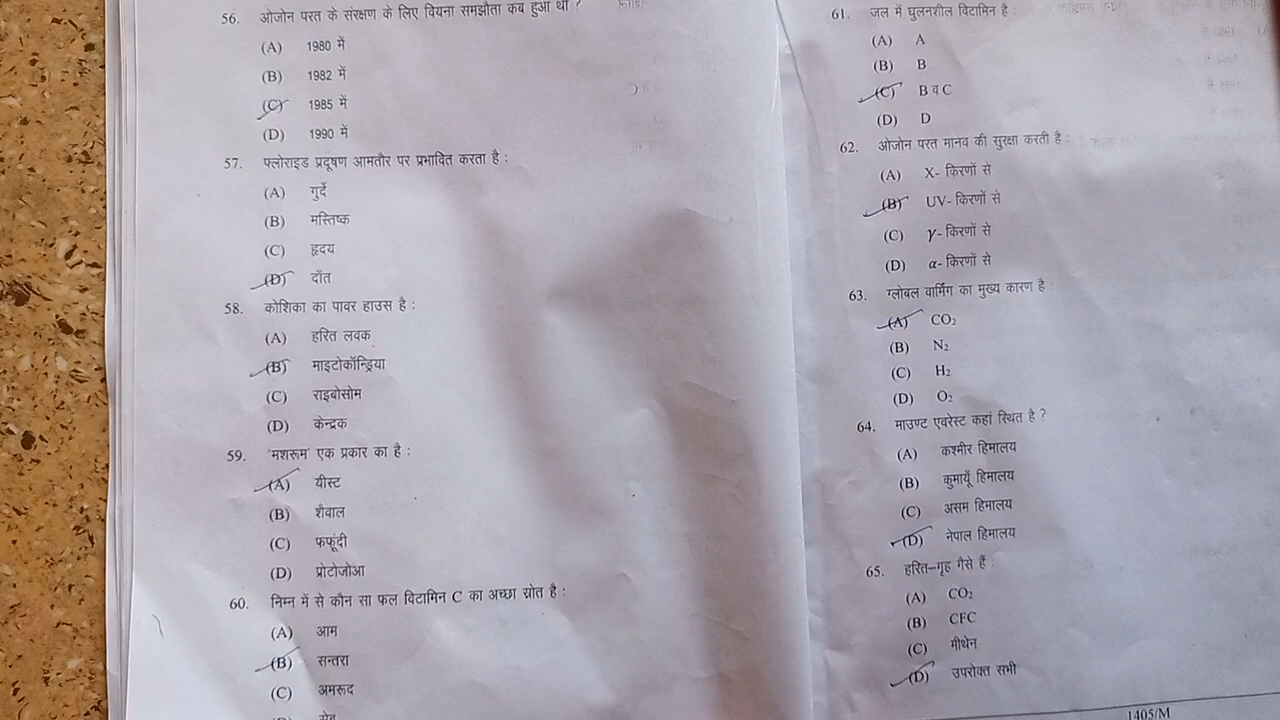 56. ओजोन परत के संरक्षण के लिए वियना समझौता कब हुआ था ?
(A) 1980 में
(B) 1982 में
(C) 1985 में
(D) 1990 में
57. फ्लोराइड प्रदूषण आमतौर पर प्रभावित करता है :
(A) गुर्दे
(B) मस्तिष्क
(C) हृदय
(D) दाँत
58. कोशिका का पावर हाउस है :
(A) हरित लवक
(B) माइटोकॉन्ड्रिया
(C) राइबोसोम
(D) केन्द्रक
59. 'मशरूम' एक प्रकार का है :
(A) यीस्ट
(B) शैवाल
(C) फफूंदी
(D) प्रोटोजोआ
60. निम्न में से कौन सा फल विटामिन C का अच्छा स्रोत है :
(A) आम
(B) सन्तरा
(C) अमरूद
61. जल में घुलनशील विटामिन है :
(A) A
(B) B
(C) B व C
(D) D
62. ओजोन परत मानव की सुरक्षा करती है :
(A) X- किरणों से
(B) UV- किरणों से
(C) γ- किरणों से
(D) α- किरणों से
63. ग्लोबल वार्मिंग का मुख्य कारण है :
(A) CO₂
(B) N₂
(C) H₂
(D) O₂
64. माउण्ट एवरेस्ट कहां स्थित है ?
(A) कश्मीर हिमालय
(B) कुमायूँ हिमालय
(C) असम हिमालय
(D) नेपाल हिमालय
65. हरित-गृह गैसे हैं :
(A) CO₂
(B) CFC
(C) मीथेन
(D) उपरोक्त सभी
1405/M